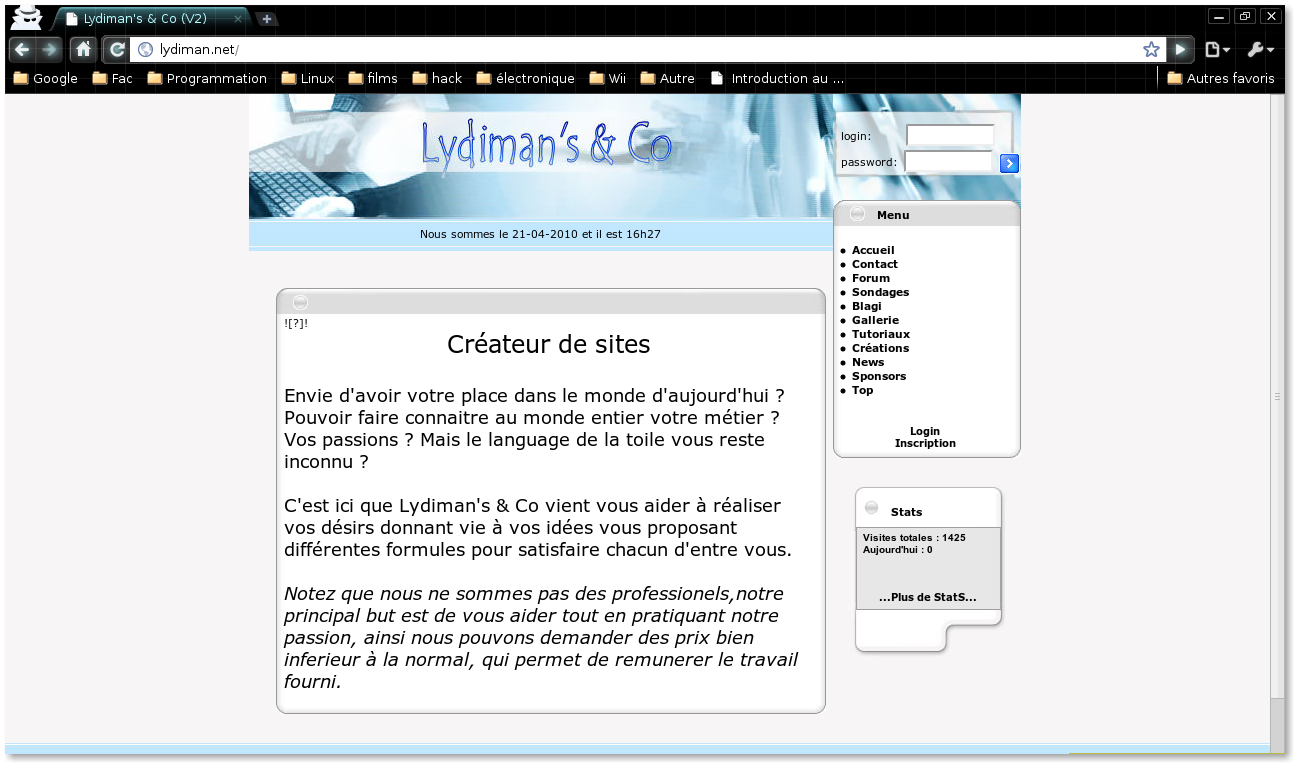 Lydiman's & Co (V2)
lydiman.net/
Google Fac Programmation Linux films hack électronique Wii Autre Introduction au ... Autres favoris
Lydiman's & Co
login:
password:
Nous sommes le 21-04-2010 et il est 16h27
Menu
Accueil
Contact
Forum
Sondages
Blagi
Gallerie
Tutoriaux
Créations
News
Sponsors
Top
Login
Inscription
![?]!
Créateur de sites
Envie d'avoir votre place dans le monde d'aujourd'hui ?
Pouvoir faire connaitre au monde entier votre métier ?
Vos passions ? Mais le language de la toile vous reste
inconnu ?
C'est ici que Lydiman's & Co vient vous aider à réaliser
vos désirs donnant vie à vos idées vous proposant
différentes formules pour satisfaire chacun d'entre vous.
Notez que nous ne sommes pas des professionels,notre
principal but est de vous aider tout en pratiquant notre
passion, ainsi nous pouvons demander des prix bien
inferieur à la normal, qui permet de remunerer le travail
fourni.
Stats
Visites totales : 1425
Aujourd'hui : 0
...Plus de StatS...